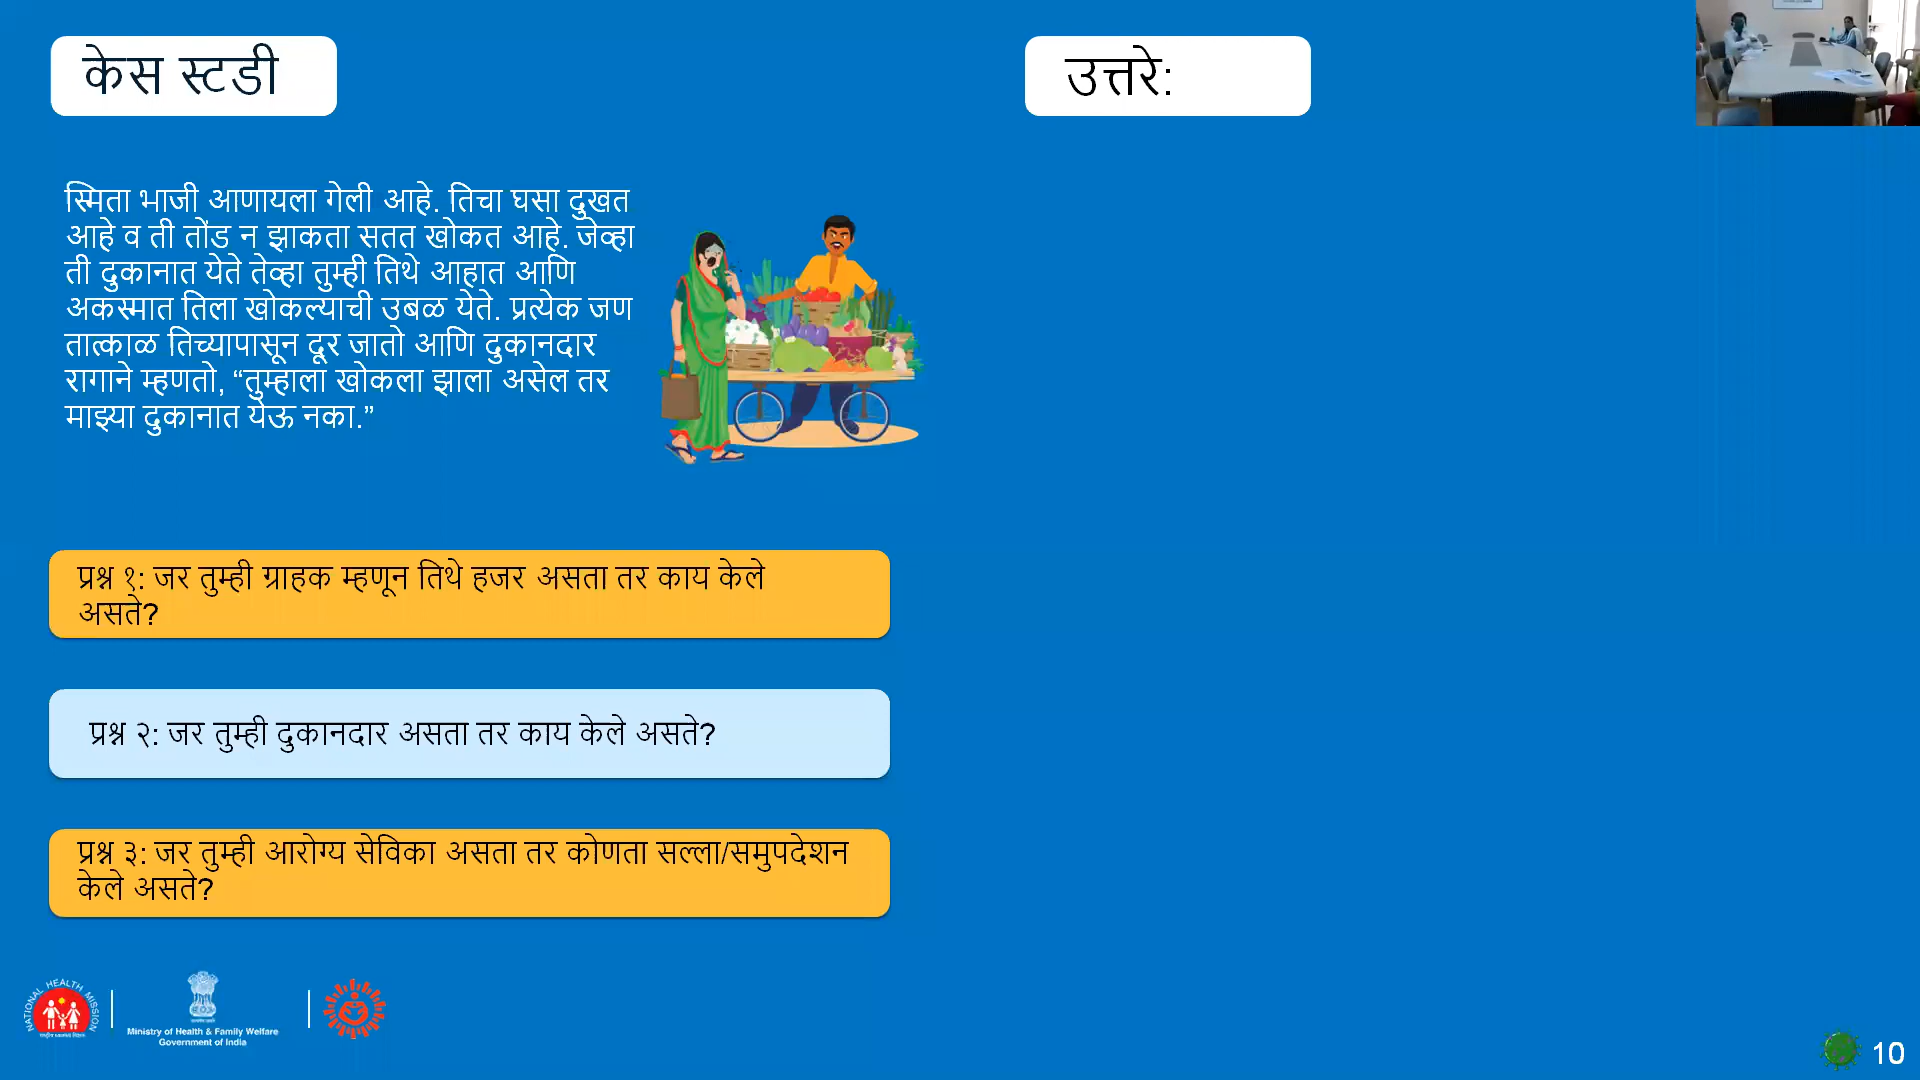 केस स्टडी
स्मिता भाजी आणायला गेली आहे. तिचा घसा दुखत
आहे व ती तोंड न झाकता सतत खोकत आहे. जेव्हा
ती दुकानात येते तेव्हा तुम्ही तिथे आहात आणि
अकस्मात तिला खोकल्याची उबळ येते. प्रत्येक जण
तात्काळ तिच्यापासून दूर जातो आणि दुकानदार
रागाने म्हणतो, “तुम्हाला खोकला झाला असेल तर
माझ्या दुकानात येऊ नका.”
प्रश्न १: जर तुम्ही ग्राहक म्हणून तिथे हजर असता तर काय केले
असते?
प्रश्न २: जर तुम्ही दुकानदार असता तर काय केले असते?
प्रश्न ३: जर तुम्ही आरोग्य सेविका असता तर कोणता सल्ला/समुपदेशन
केले असते?
उत्तरे:
NATIONAL HEALTH MISSION
Ministry of Health & Family Welfare
Government of India
10